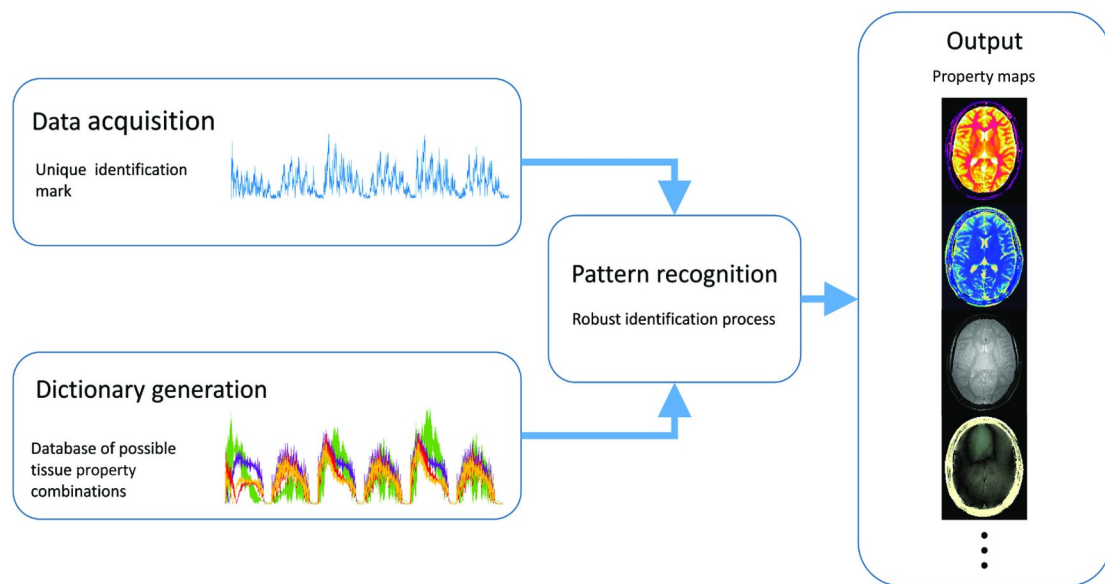 Data acquisition
Unique identification
mark
Dictionary generation
Database of possible
tissue property
combinations
Pattern recognition
Robust identification process
Output
Property maps